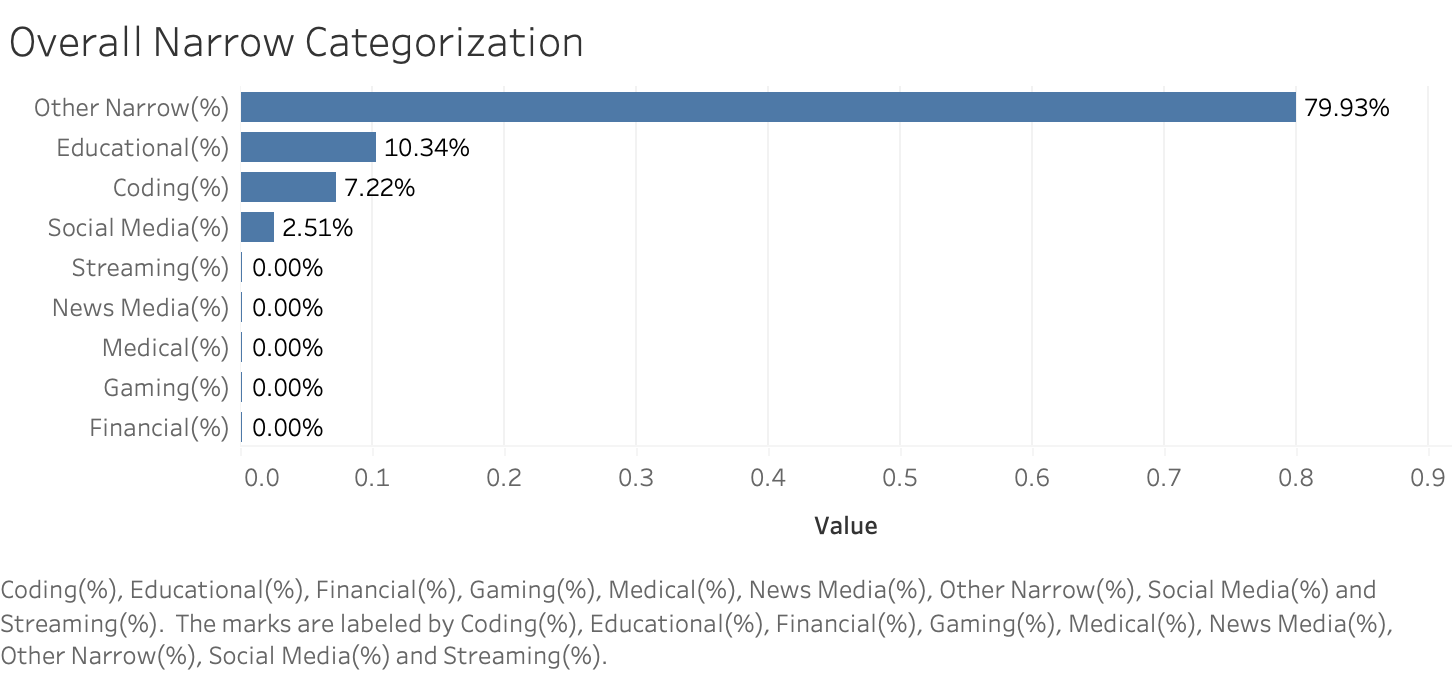 Overall Narrow Categorization
Other Narrow(%) 79.93%
Educational(%) 10.34%
Coding(%) 7.22%
Social Media(%) 2.51%
Streaming(%) 0.00%
News Media(%) 0.00%
Medical(%) 0.00%
Gaming(%) 0.00%
Financial(%) 0.00%
0.0 0.1 0.2 0.3 0.4 0.5 0.6 0.7 0.8 0.9
Value
Coding(%), Educational(%), Financial(%), Gaming(%), Medical(%), News Media(%), Other Narrow(%), Social Media(%) and
Streaming(%).  The marks are labeled by Coding(%), Educational(%), Financial(%), Gaming(%), Medical(%), News Media(%),
Other Narrow(%), Social Media(%) and Streaming(%).